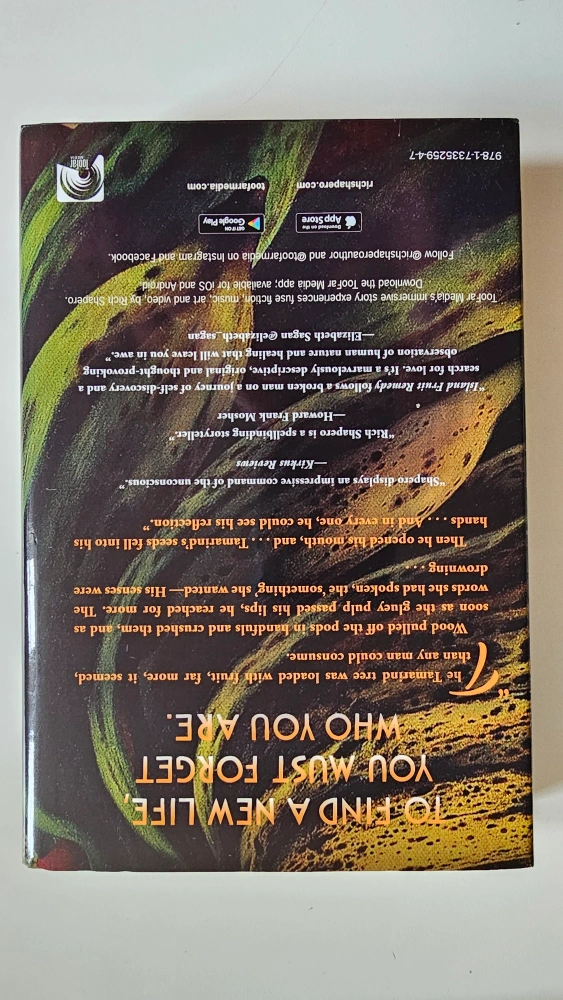 TO FIND A NEW LIFE,
YOU MUST FORGET
WHO YOU ARE.
“The Tamarind tree was loaded with fruit, far more, it seemed,
than any man could consume.
Wood pulled off the pods in handfuls and crushed them, and as
soon as the gluey pulp passed his lips, he reached for more. The
words she had spoken, the ‘something’ she wanted— His senses were
drowning . . .
Then he opened his mouth, and . . . Tamarind’s seeds fell into his
hands . . . . And in every one, he could see his reflection.”
“Shapero displays an impressive command of the unconscious.”
—Kirkus Reviews
“Rich Shapero is a spellbinding storyteller.”
—Howard Frank Mosher
“Island Fruit Remedy follows a broken man on a journey of self-discovery and a
search for love. It’s a marvelously descriptive, original and thought-provoking
observation of human nature and healing that will leave you in awe.”
—Elizabeth Sagan @elizabeth_sagan
TooFar Media’s immersive story experiences fuse fiction, music, art and video, by Rich Shapero.
Download the TooFar Media app; available for iOS and Android
Follow @richshaperoauthor and @toofarmedia on Instagram and Facebook.
Download on the
App Store
GET IT ON
Google Play
richshapero.com toofarmedia.com
978-1-7335259-4-7
Toofar
MEDIA